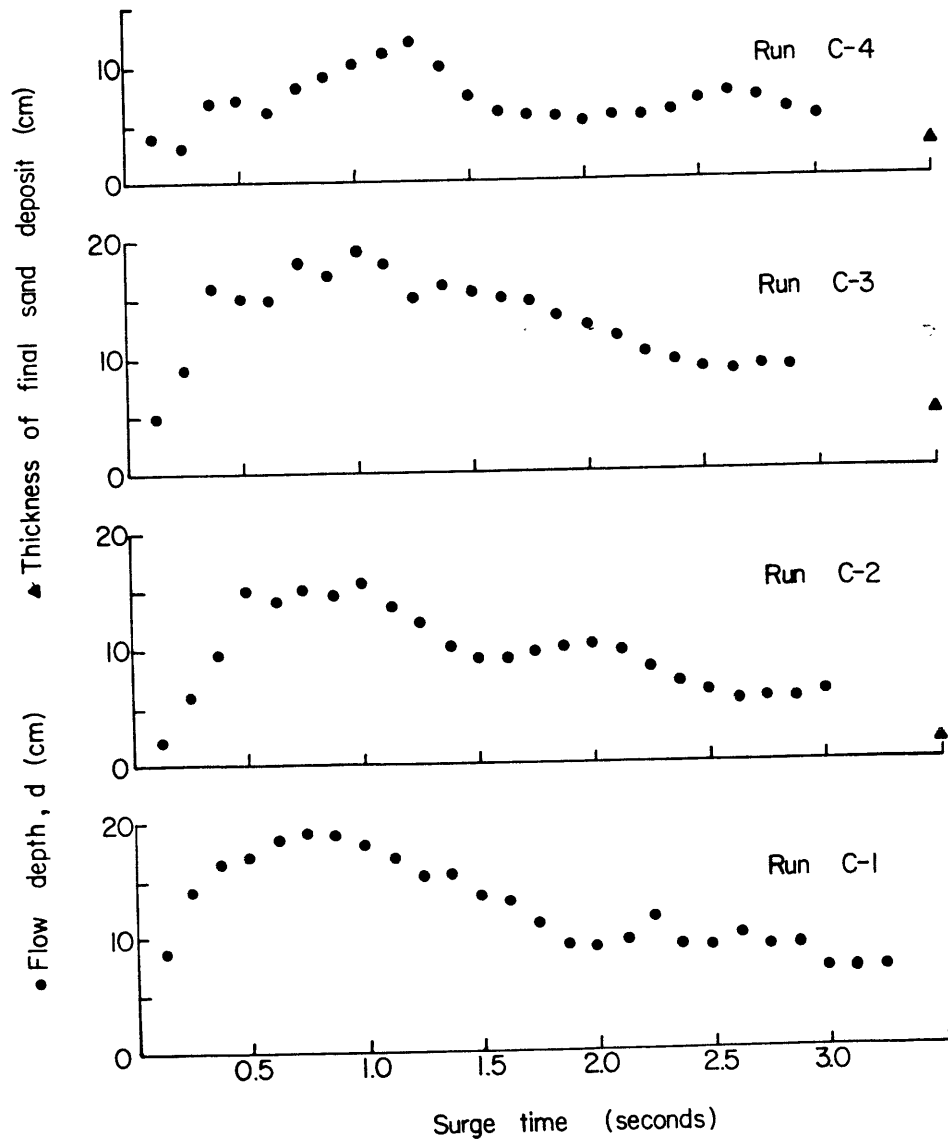 Run C-4
10
0
Run C-3
20
10
0
Run C-2
20
10
0
Run C-1
20
10
0
0.5 1.0 1.5 2.0 2.5 3.0
Surge time (seconds)
● Flow depth, d (cm)
▲ Thickness of final sand deposit (cm)